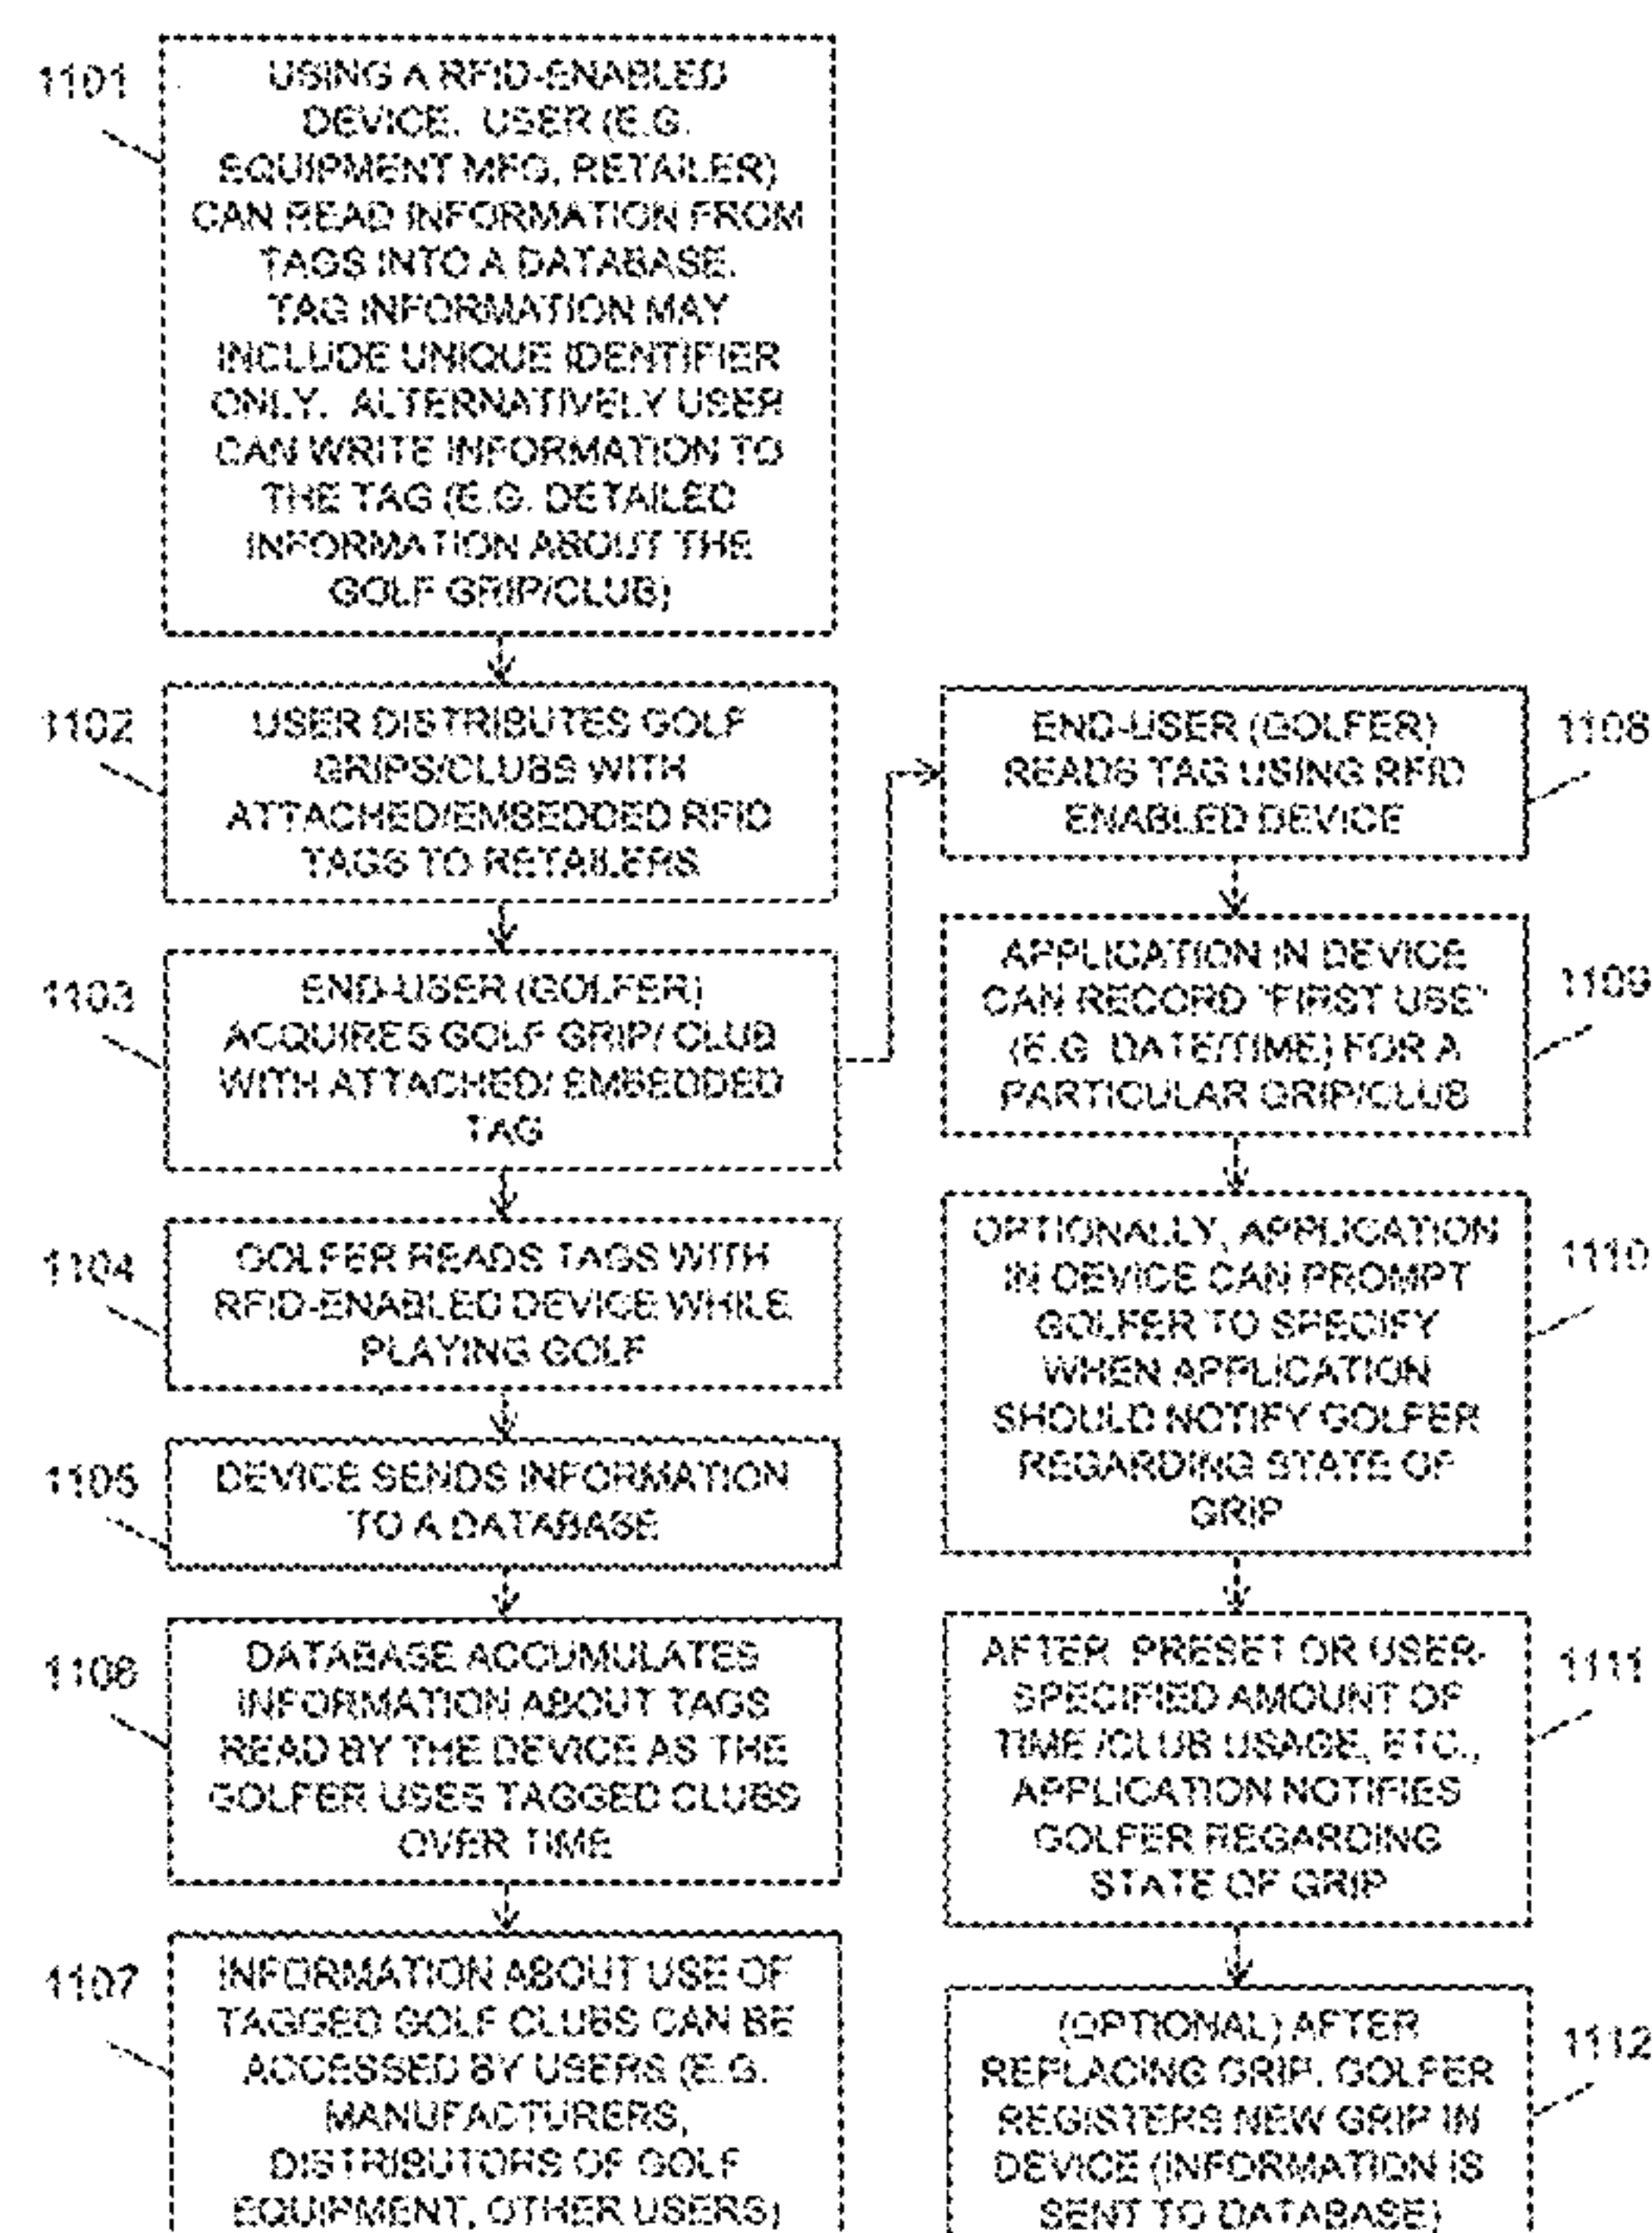 1101
USING A RFID-ENABLED
DEVICE, USER (E.G.
EQUIPMENT MFG, RETAILER)
CAN READ INFORMATION FROM
TAGS INTO A DATABASE.
TAG INFORMATION MAY
INCLUDE UNIQUE IDENTIFIER
ONLY. ALTERNATIVELY USER
CAN WRITE INFORMATION TO
THE TAG (E.G. DETAILED
INFORMATION ABOUT THE
GOLF GRIP/CLUB)
1102
USER DISTRIBUTES GOLF
GRIPS/CLUBS WITH
ATTACHED/EMBEDDED RFID
TAGS TO RETAILERS
1103
END-USER (GOLFER)
ACQUIRES GOLF GRIP/ CLUB
WITH ATTACHED/ EMBEDDED
TAG
1104
GOLFER READS TAGS WITH
RFID-ENABLED DEVICE WHILE
PLAYING GOLF
1105
DEVICE SENDS INFORMATION
TO A DATABASE
1106
DATABASE ACCUMULATES
INFORMATION ABOUT TAGS
READ BY THE DEVICE AS THE
GOLFER USES TAGGED CLUBS
OVER TIME
1107
INFORMATION ABOUT USE OF
TAGGED GOLF CLUBS CAN BE
ACCESSED BY USERS (E.G.
MANUFACTURERS,
DISTRIBUTORS OF GOLF
EQUIPMENT, OTHER USERS)
1108
END-USER (GOLFER)
READS TAG USING RFID
ENABLED DEVICE
1109
APPLICATION IN DEVICE
CAN RECORD "FIRST USE"
(E.G. DATE/TIME) FOR A
PARTICULAR GRIP/CLUB
1110
OPTIONALLY, APPLICATION
IN DEVICE CAN PROMPT
GOLFER TO SPECIFY
WHEN APPLICATION
SHOULD NOTIFY GOLFER
REGARDING STATE OF
GRIP
1111
AFTER PRESET OR USER-
SPECIFIED AMOUNT OF
TIME /CLUB USAGE, ETC.,
APPLICATION NOTIFIES
GOLFER REGARDING
STATE OF GRIP
1112
(OPTIONAL) AFTER
REPLACING GRIP, GOLFER
REGISTERS NEW GRIP IN
DEVICE (INFORMATION IS
SENT TO DATABASE)